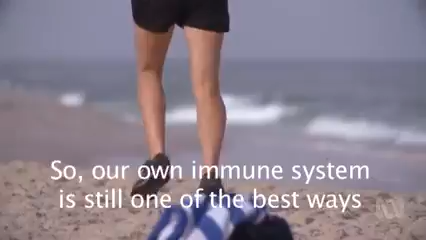 So, our own immune system
is still one of the best ways